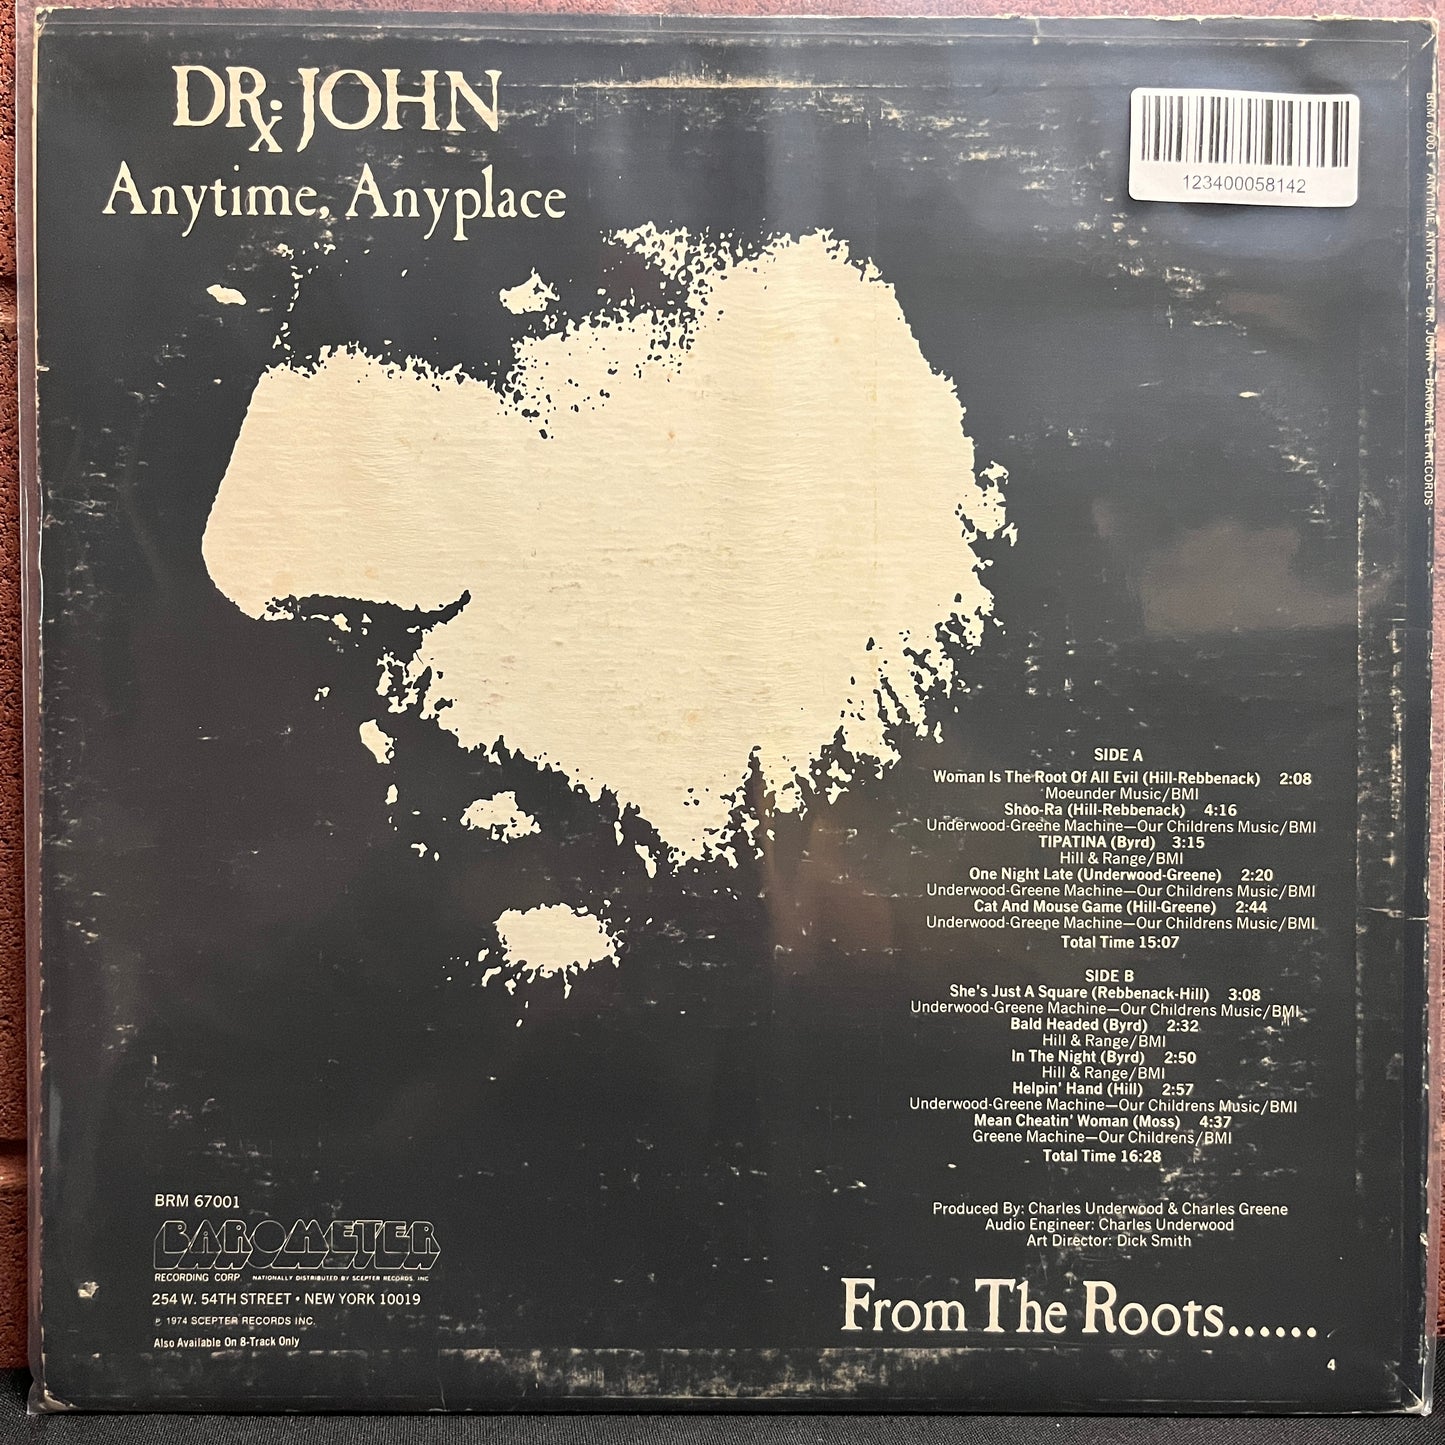 DR. JOHN
x
Anytime, Anyplace
123400058142
BRM 67001 • ANYTIME, ANYPLACE • DR. JOHN • BAROMETER RECORDS
SIDE A
Woman Is The Root Of All Evil (Hill-Rebbenack) 2:08
Moeunder Music/BMI
Shoo-Ra (Hill-Rebbenack) 4:16
Underwood-Greene Machine—Our Childrens Music/BMI
TIPATINA (Byrd) 3:15
Hill & Range/BMI
One Night Late (Underwood-Greene) 2:20
Underwood-Greene Machine—Our Childrens Music/BMI
Cat And Mouse Game (Hill-Greene) 2:44
Underwood-Greene Machine—Our Childrens Music/BMI
Total Time 15:07
SIDE B
She's Just A Square (Rebbenack-Hill) 3:08
Underwood-Greene Machine—Our Childrens Music/BMI
Bald Headed (Byrd) 2:32
Hill & Range/BMI
In The Night (Byrd) 2:50
Hill & Range/BMI
Helpin' Hand (Hill) 2:57
Underwood-Greene Machine—Our Childrens Music/BMI
Mean Cheatin' Woman (Moss) 4:37
Greene Machine—Our Childrens/BMI
Total Time 16:28
Produced By: Charles Underwood & Charles Greene
Audio Engineer: Charles Underwood
Art Director: Dick Smith
BRM 67001
BAROMETER
RECORDING CORP. NATIONALLY DISTRIBUTED BY SCEPTER RECORDS, INC.
254 W. 54TH STREET • NEW YORK 10019
℗ 1974 SCEPTER RECORDS INC.
Also Available On 8-Track Only
From The Roots......
4